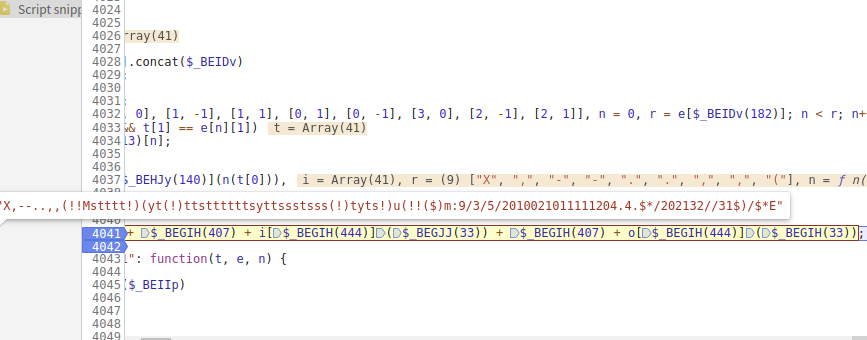 Script snipp
4024
4025
4026 rray(41)
4027
4028 ].concat($_BEIDv)
4029 ;
4030
4031 ;
4032 0], [1, -1], [1, 1], [0, 1], [0, -1], [3, 0], [2, -1], [2, 1]], n = 0, r = e[$_BEIDv(182)]; n < r; n+
4033 && t[1] == e[n][1]) t = Array(41)
4034 13)[n];
4035
4036
4037 $_BEHJy(140)](n(t[0])), i = Array(41), r = (9) ["X", ",", "-", "-", ".", ".", ",", ",", "("], n = ƒ n(
"X,--..,,(!!Mstttt!)(yt(!)ttsttttttsyttssstsss(!)tyts!)u(!!($)m:9/3/5/2010021011111204.4.$*/202132//31$)/$*E"
4041 + $_BEGIH(407) + i[$_BEGIH(444)]($_BEGJJ(33)) + $_BEGIH(407) + o[$_BEGIH(444)]($_BEGIH(33));
4042
4043 l": function(t, e, n) {
4044
4045 ($_BEIIp)
4046
4047
4048
4049